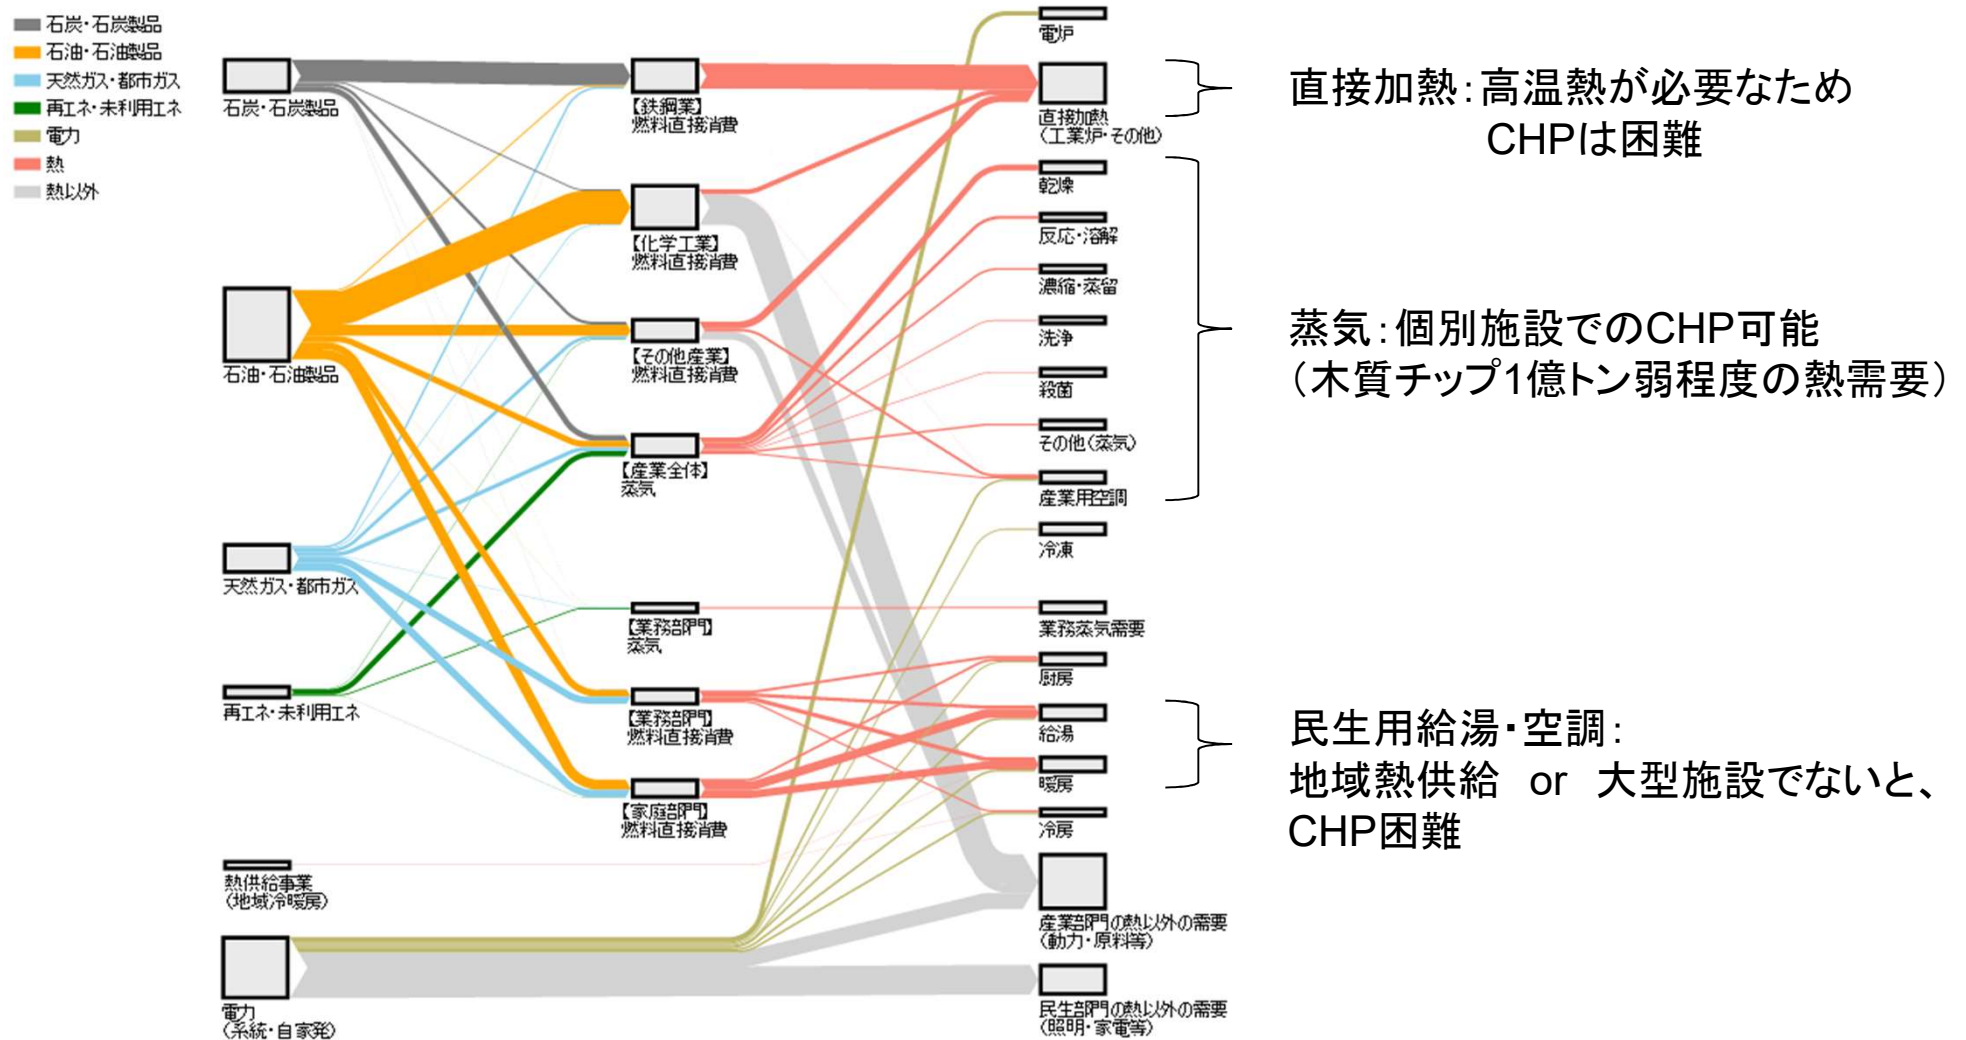 石炭・石炭製品
石油・石油製品
天然ガス・都市ガス
再エネ・未利用エネ
電力
熱
熱以外
石炭・石炭製品
石油・石油製品
天然ガス・都市ガス
再エネ・未利用エネ
熱供給事業
（地域冷暖房）
電力
（系統・自家発）
【鉄鋼業】
燃料直接消費
【化学工業】
燃料直接消費
【その他産業】
燃料直接消費
【産業全体】
蒸気
【業務部門】
蒸気
【業務部門】
燃料直接消費
【家庭部門】
燃料直接消費
電炉
直接加熱
（工業炉・その他）
乾燥
反応・溶解
濃縮・蒸留
洗浄
殺菌
その他（蒸気）
産業用空調
冷凍
業務蒸気需要
厨房
給湯
暖房
冷房
産業部門の熱以外の需要
（動力・原料等）
民生部門の熱以外の需要
（照明・家電等）
直接加熱：高温熱が必要なため
CHPは困難
蒸気：個別施設でのCHP可能
（木質チップ1億トン弱程度の熱需要）
民生用給湯・空調：
地域熱供給　or　大型施設でないと、
CHP困難